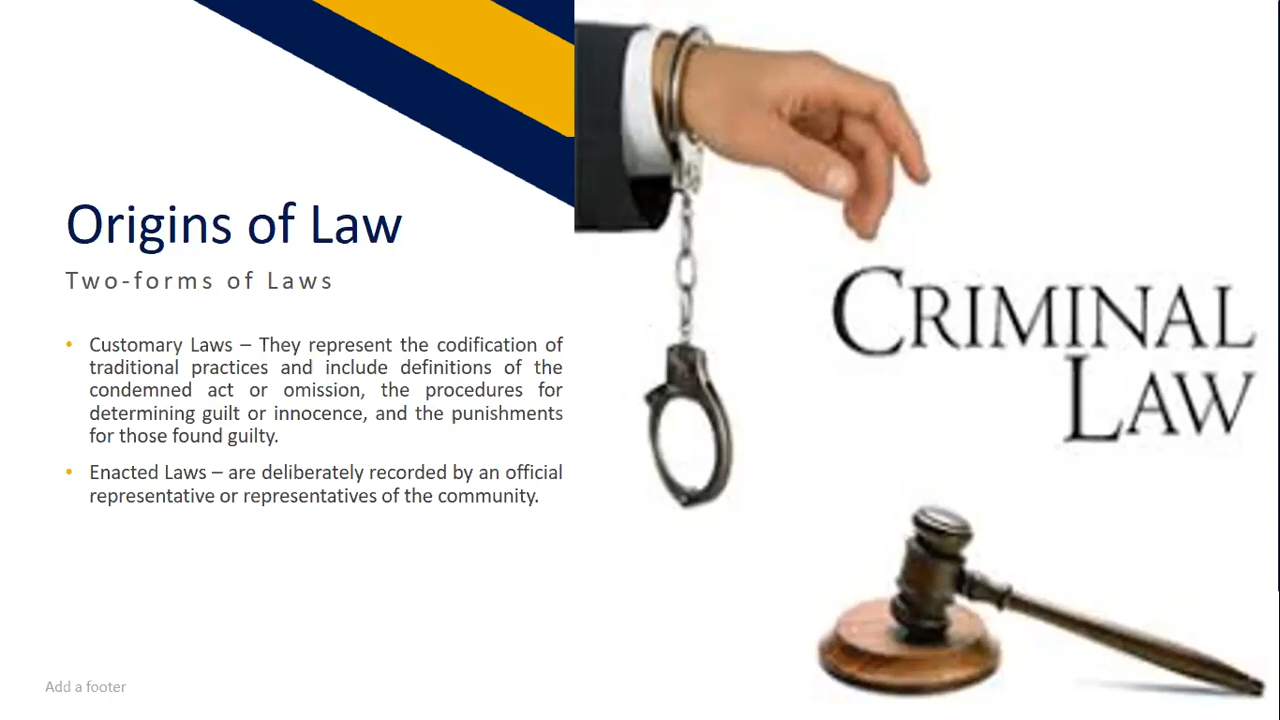 Origins of Law
Two-forms of Laws
• Customary Laws – They represent the codification of
traditional practices and include definitions of the
condemned act or omission, the procedures for
determining guilt or innocence, and the punishments
for those found guilty.
• Enacted Laws – are deliberately recorded by an official
representative or representatives of the community.
CRIMINAL
LAW
Add a footer